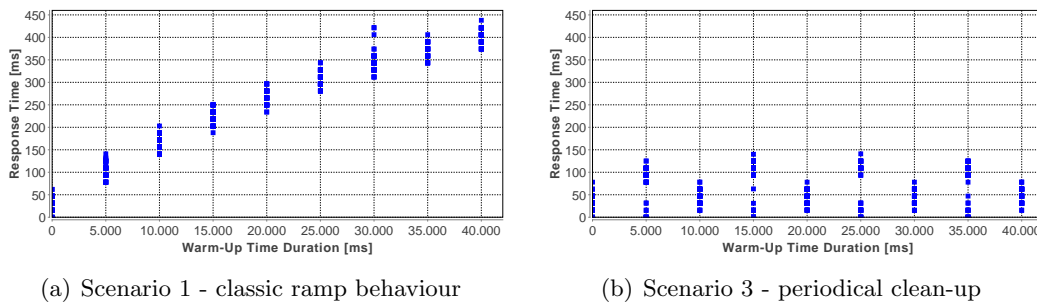 450
400
350
300
250
200
150
100
50
0
Response Time [ms]
0 5.000 10.000 15.000 20.000 25.000 30.000 35.000 40.000
Warm-Up Time Duration [ms]
(a) Scenario 1 - classic ramp behaviour
450
400
350
300
250
200
150
100
50
0
Response Time [ms]
0 5.000 10.000 15.000 20.000 25.000 30.000 35.000 40.000
Warm-Up Time Duration [ms]
(b) Scenario 3 - periodical clean-up